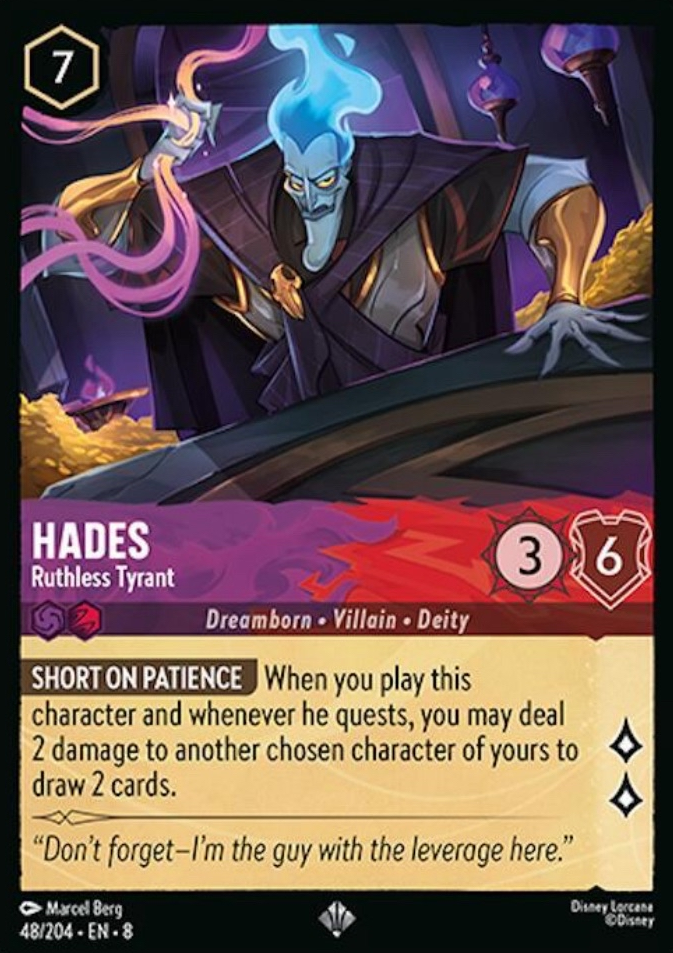 7
HADES
Ruthless Tyrant
3
6
Dreamborn • Villain • Deity
SHORT ON PATIENCE When you play this
character and whenever he quests, you may deal
2 damage to another chosen character of yours to
draw 2 cards.
“Don’t forget–I’m the guy with the leverage here.”
Marcel Berg
48/204 • EN • 8
Disney Lorcana
©Disney